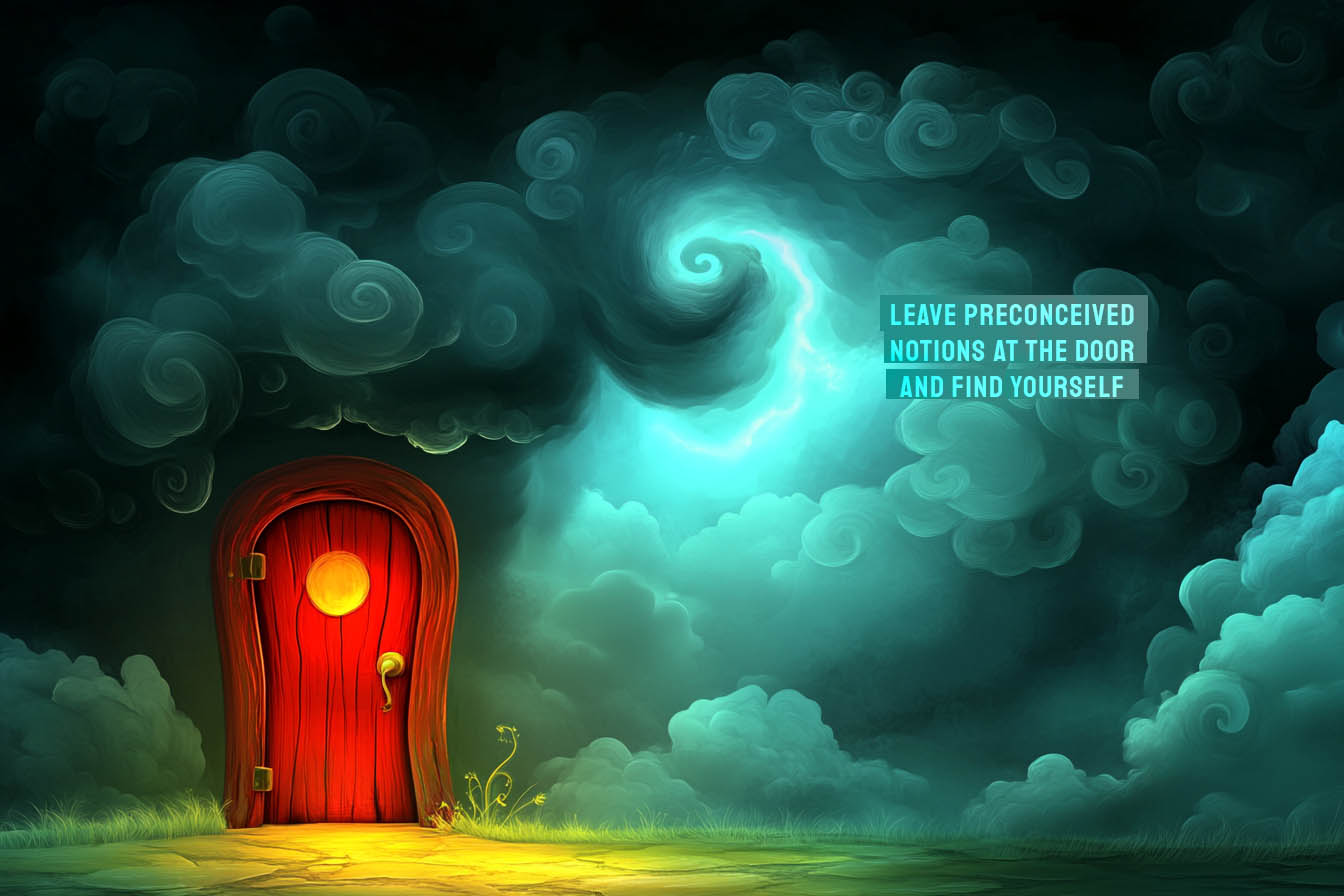 LEAVE PRECONCEIVED
NOTIONS AT THE DOOR
AND FIND YOURSELF